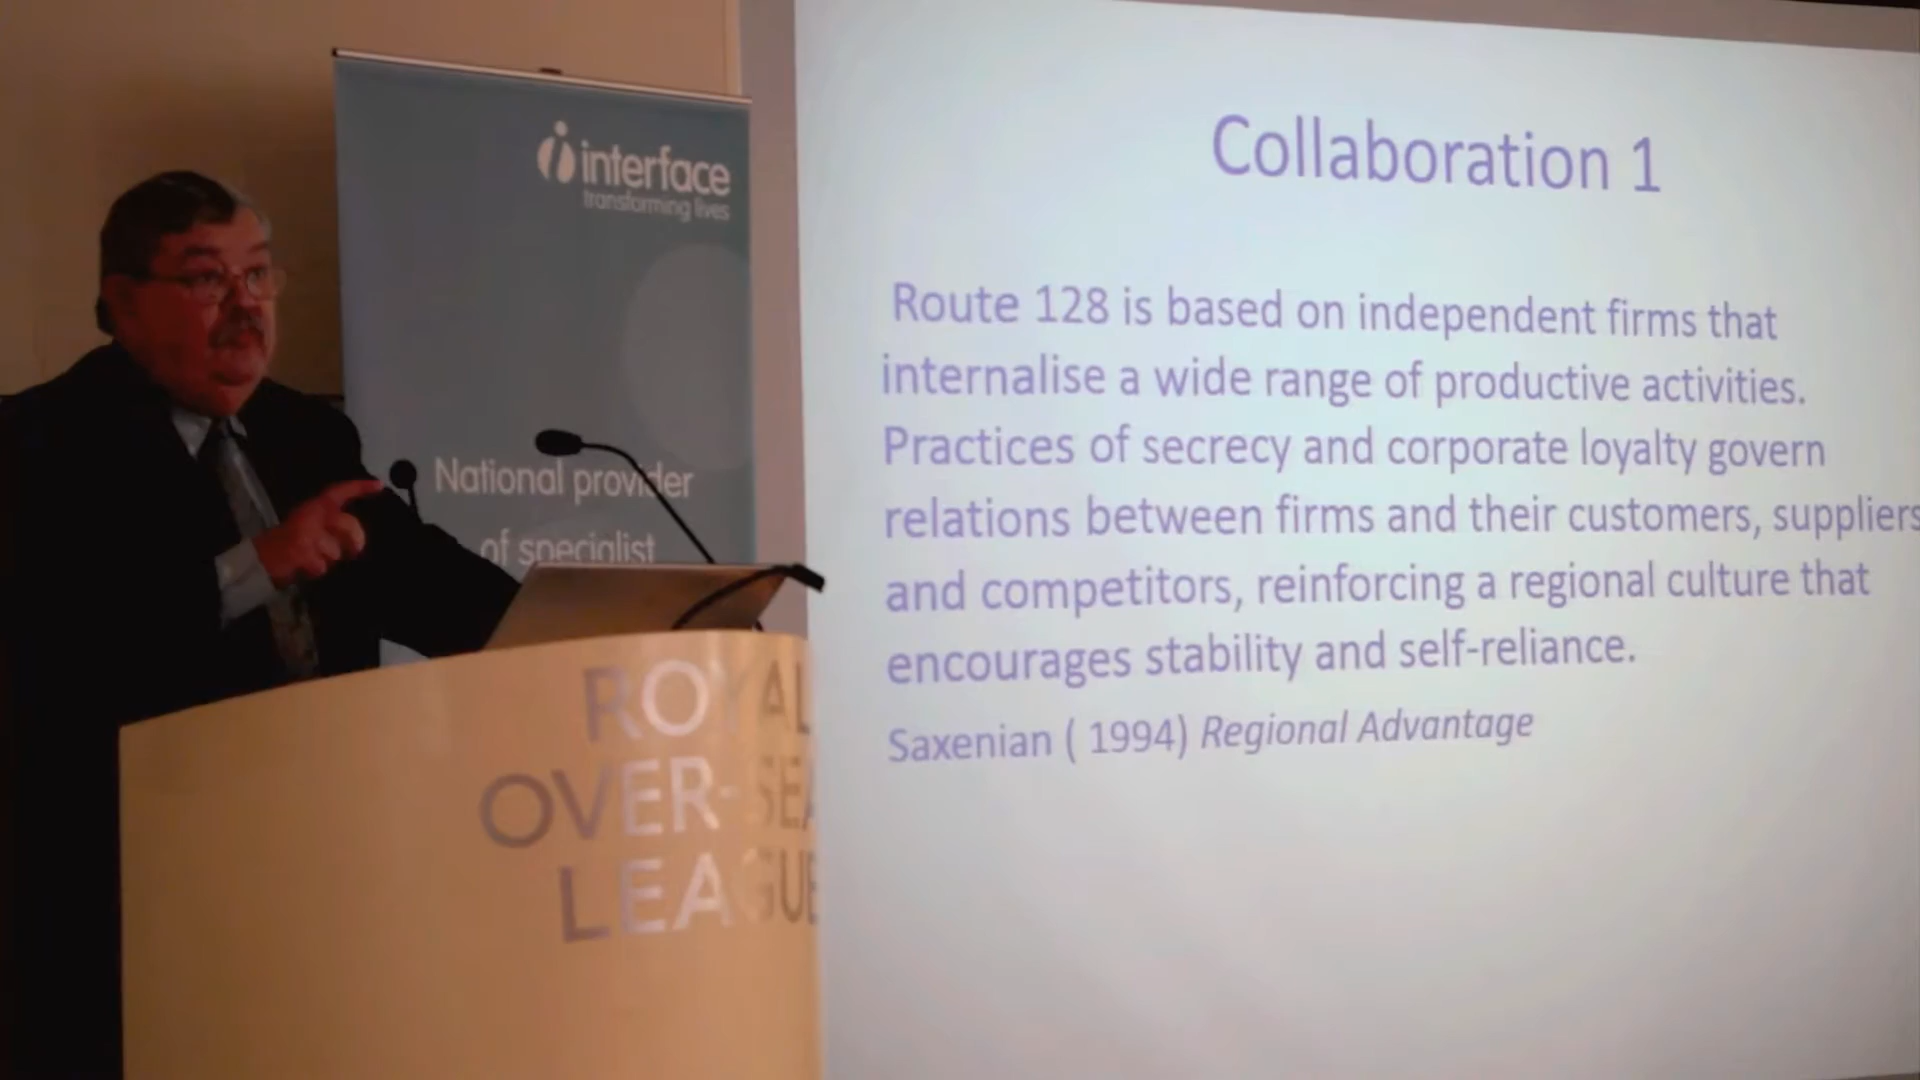 interface
transforming lives
National provider
of specialist
ROYAL
OVER-SEA
LEAGUE
Collaboration 1
Route 128 is based on independent firms that
internalise a wide range of productive activities.
Practices of secrecy and corporate loyalty govern
relations between firms and their customers, suppliers
and competitors, reinforcing a regional culture that
encourages stability and self-reliance.
Saxenian ( 1994) Regional Advantage